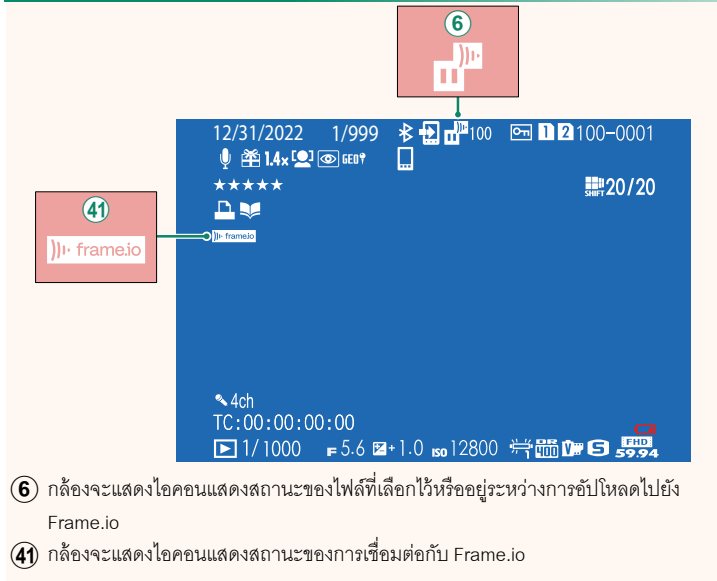 6
12/31/2022 1/999 100 1 2 100-0001
1.4x GEO
★★★★★ SHIFT 20/20
41
frame.io
frame.io
4ch
TC:00:00:00:00
1/1000 F 5.6 +1.0 ISO 12800 DR 400 V S FHD 59.94
6 กล้องจะแสดงไอคอนแสดงสถานะของไฟล์ที่เลือกไว้หรืออยู่ระหว่างการอัปโหลดไปยัง
Frame.io
41 กล้องจะแสดงไอคอนแสดงสถานะของการเชื่อมต่อกับ Frame.io